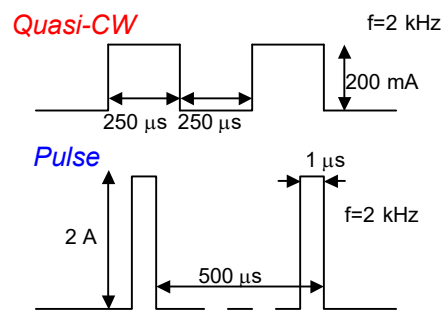 Quasi-CW
f=2 kHz
200 mA
250 μs 250 μs
Pulse
1 μs
2 A
f=2 kHz
500 μs